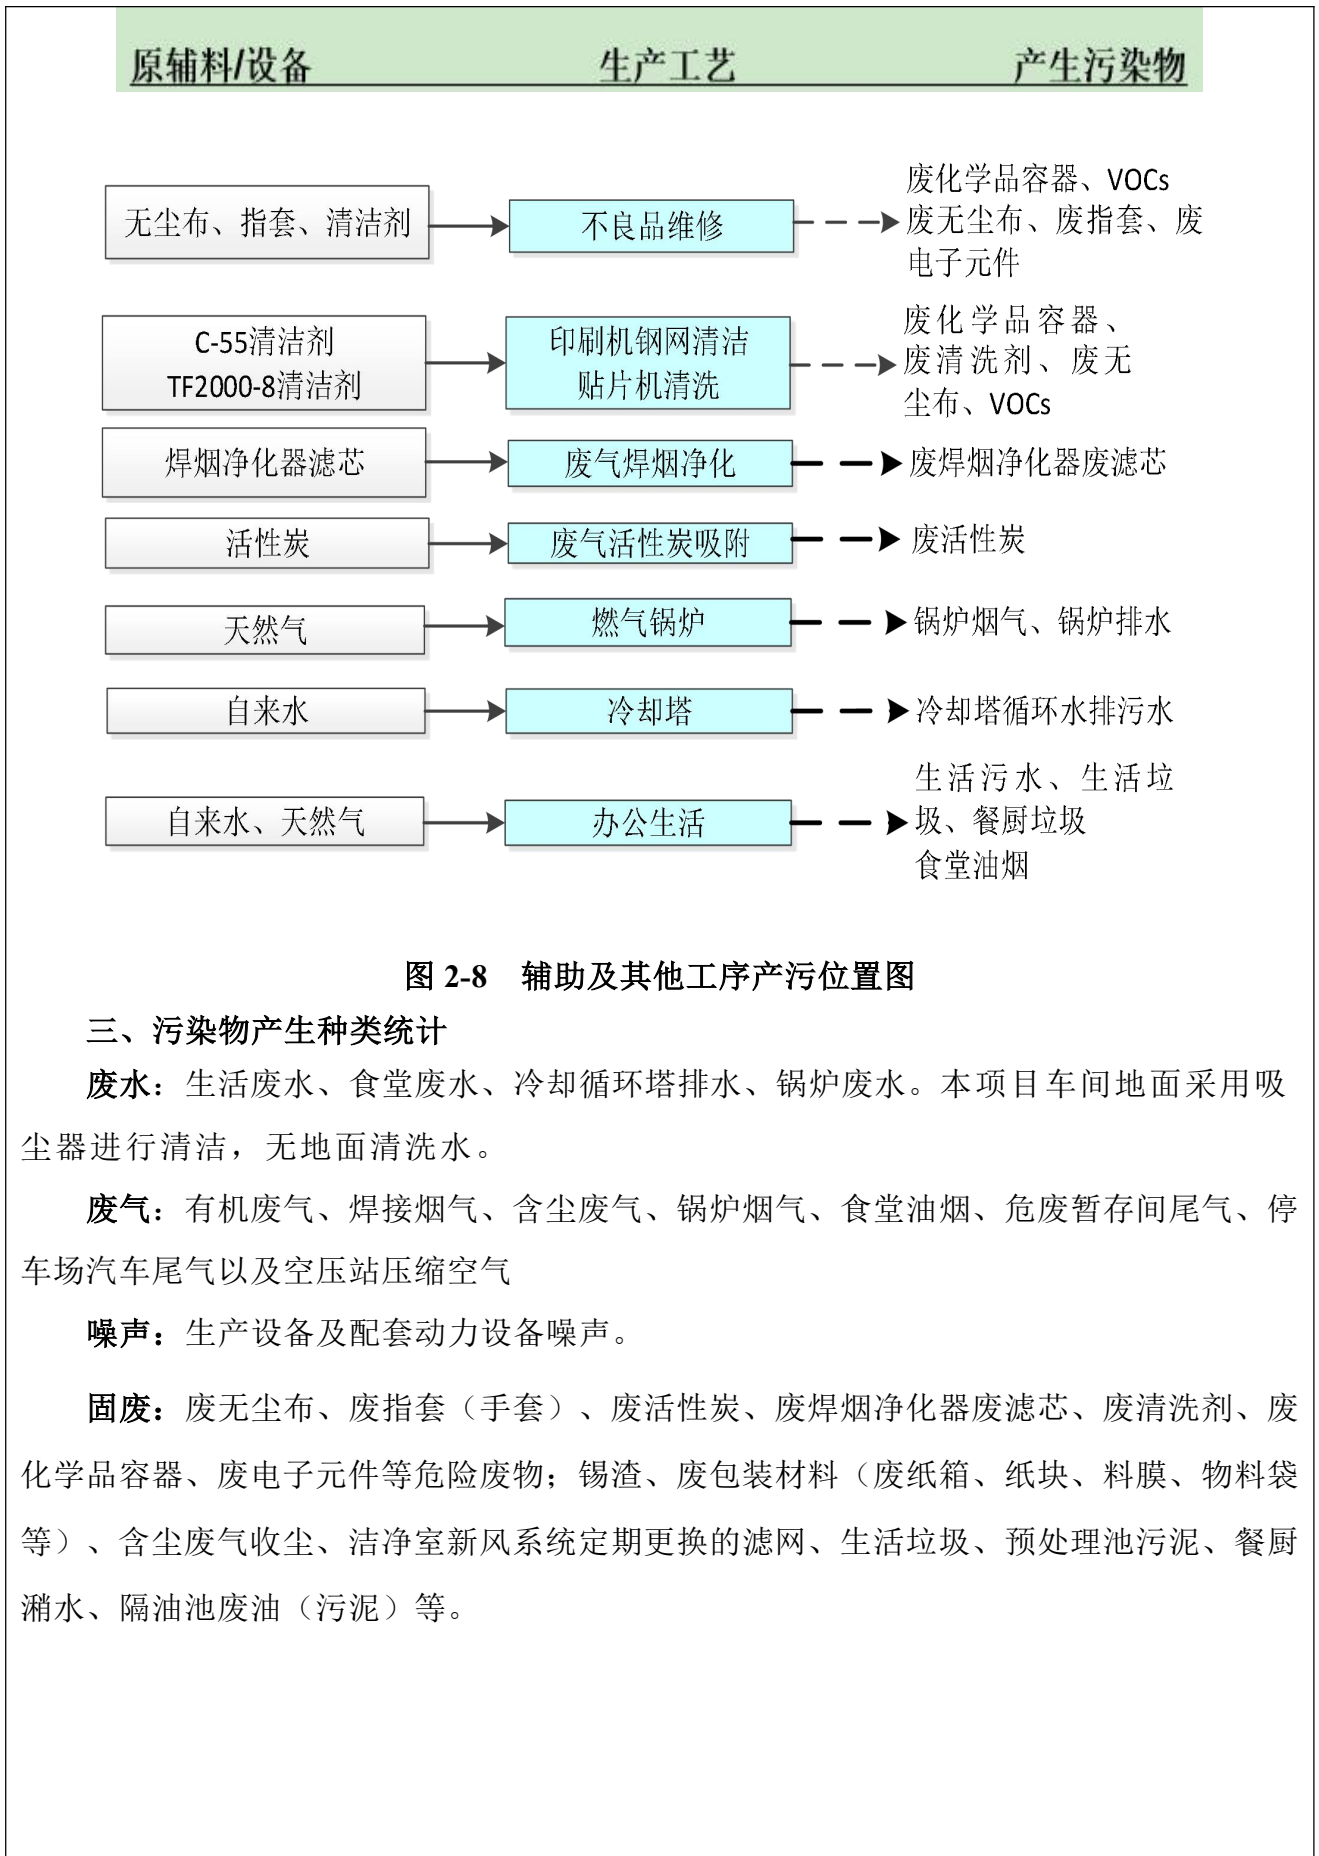 原辅料/设备 生产工艺 产生污染物
无尘布、指套、清洁剂
不良品维修
废化学品容器、VOCs
废无尘布、废指套、废
电子元件
C-55清洁剂
TF2000-8清洁剂
印刷机钢网清洁
贴片机清洗
废化学品容器、
废清洗剂、废无
尘布、VOCs
焊烟净化器滤芯
废气焊烟净化
废焊烟净化器废滤芯
活性炭
废气活性炭吸附
废活性炭
天然气
燃气锅炉
锅炉烟气、锅炉排水
自来水
冷却塔
冷却塔循环水排污水
自来水、天然气
办公生活
生活污水、生活垃
圾、餐厨垃圾
食堂油烟
图 2-8 辅助及其他工序产污位置图
三、污染物产生种类统计
废水：生活废水、食堂废水、冷却循环塔排水、锅炉废水。本项目车间地面采用吸
尘器进行清洁，无地面清洗水。
废气：有机废气、焊接烟气、含尘废气、锅炉烟气、食堂油烟、危废暂存间尾气、停
车场汽车尾气以及空压站压缩空气
噪声：生产设备及配套动力设备噪声。
固废：废无尘布、废指套（手套）、废活性炭、废焊烟净化器废滤芯、废清洗剂、废
化学品容器、废电子元件等危险废物；锡渣、废包装材料（废纸箱、纸块、料膜、物料袋
等）、含尘废气收尘、洁净室新风系统定期更换的滤网、生活垃圾、预处理池污泥、餐厨
潲水、隔油池废油（污泥）等。